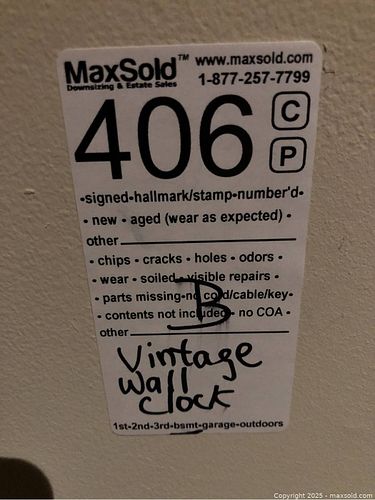 MaxSold™ www.maxsold.com
Downsizing & Estate Sales 1-877-257-7799
406 C
P
•signed•hallmark/stamp•number'd•
• new • aged (wear as expected) •
other
• chips • cracks • holes • odors •
• wear • soiled• visible repairs •
• parts missing•no cord/cable/key•
• contents not included • no COA •
B
other
Vintage
wall
clock
1st-2nd-3rd-bsmt-garage-outdoors
Copyright © 2025 - maxsold.com